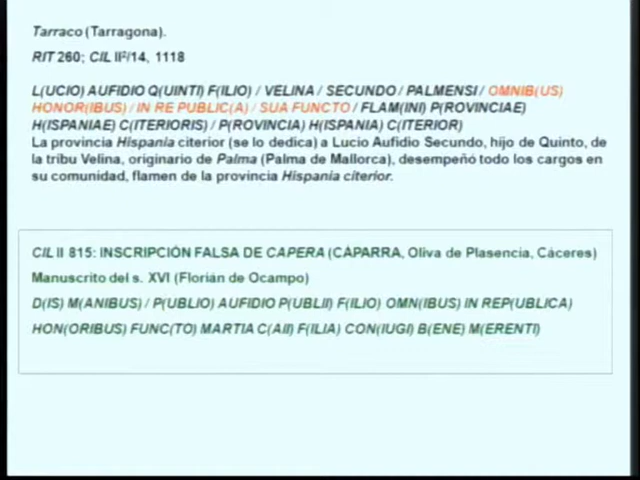 Tarraco (Tarragona).
RIT 260; CIL II²/14, 1118
L(UCIO) AUFIDIO Q(UINTI) F(ILIO) / VELINA / SECUNDO / PALMENSI / OMNIB(US)
HONOR(IBUS) / IN RE PUBLIC(A) / SUA FUNCTO / FLAM(INI) P(ROVINCIAE)
H(ISPANIAE) C(ITERIORIS) / P(ROVINCIA) H(ISPANIA) C(ITERIOR)
La provincia Hispania citerior (se lo dedica) a Lucio Aufidio Secundo, hijo de Quinto, de
la tribu Velina, originario de Palma (Palma de Mallorca), desempeñó todo los cargos en
su comunidad, flamen de la provincia Hispania citerior.
CIL II 815: INSCRIPCIÓN FALSA DE CAPERA (CÁPARRA, Oliva de Plasencia, Cáceres)
Manuscrito del s. XVI (Florián de Ocampo)
D(IS) M(ANIBUS) / P(UBLIO) AUFIDIO P(UBLII) F(ILIO) OMN(IBUS) IN REP(UBLICA)
HON(ORIBUS) FUNC(TO) MARTIA C(AII) F(ILIA) CON(IUGI) B(ENE) M(ERENTI)